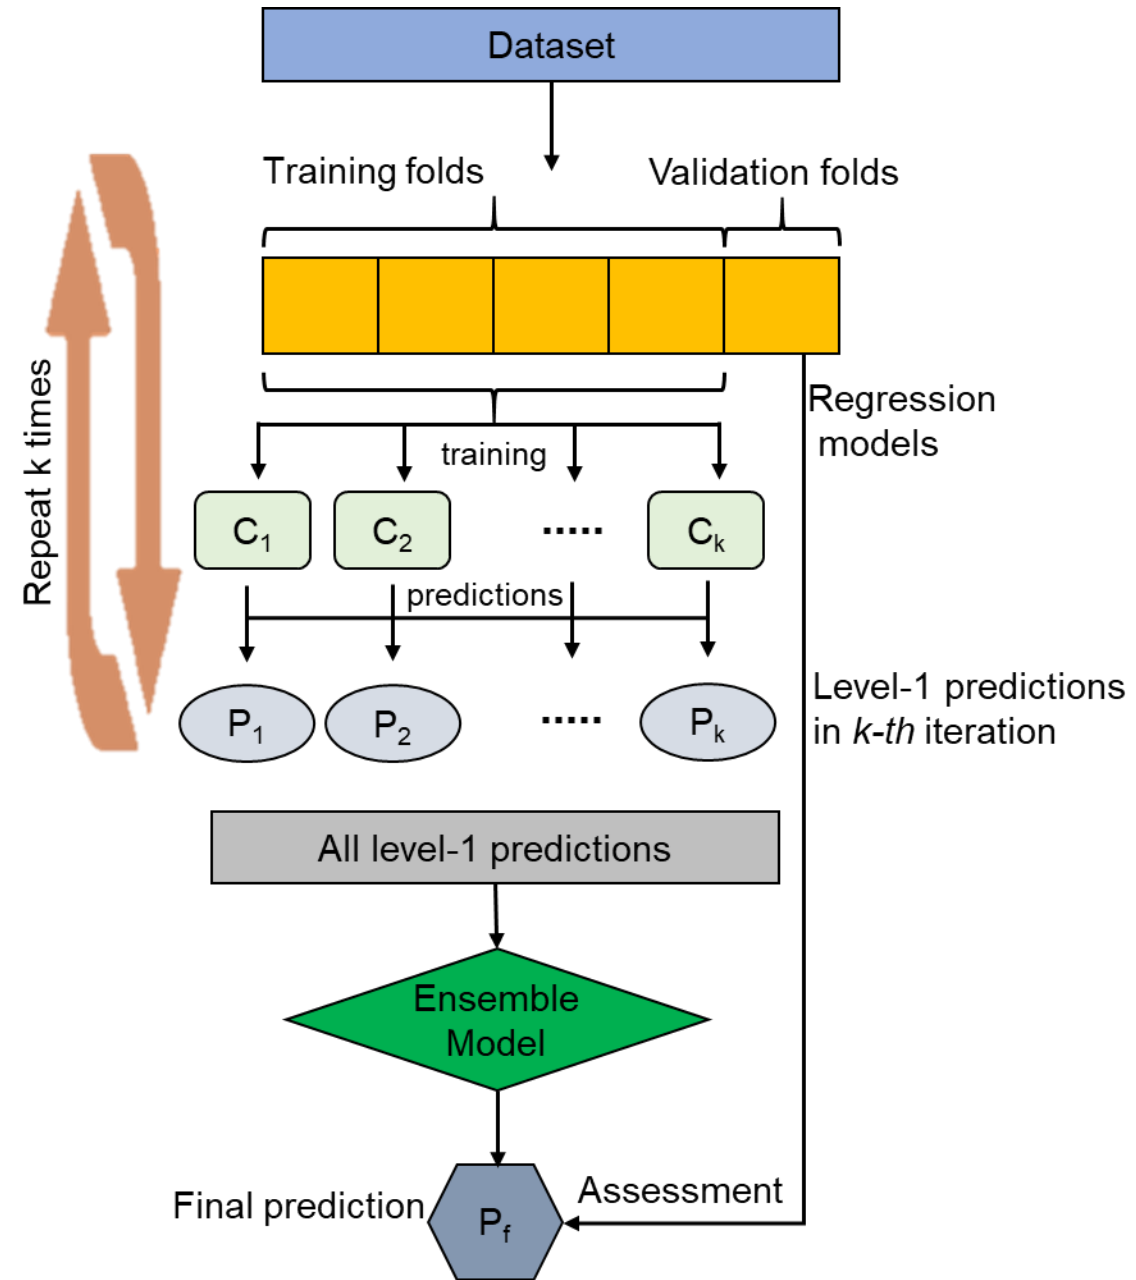 Dataset
Training folds
Validation folds
Repeat k times
Regression
models
training
C1
C2
.....
Ck
predictions
P1
P2
.....
Pk
Level-1 predictions
in k-th iteration
All level-1 predictions
Ensemble
Model
Final prediction
Pf
Assessment